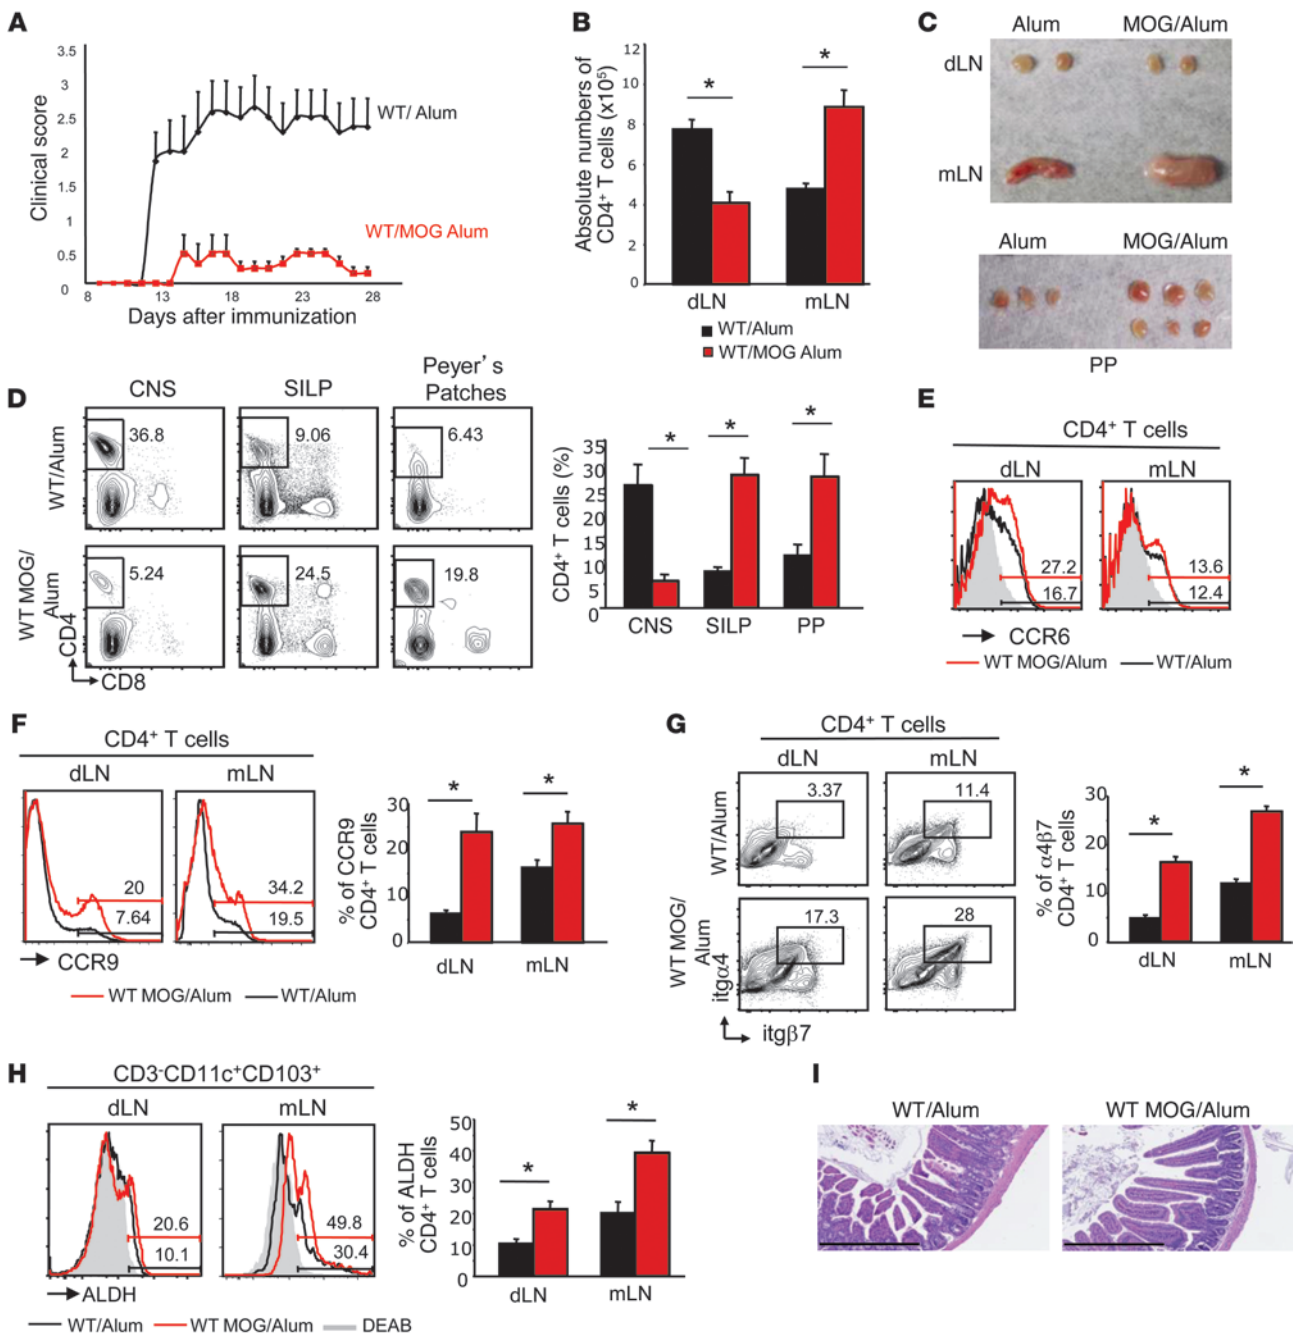 A
3.5
3
2.5
2
1.5
1
0.5
0
Clinical score
WT/ Alum
WT/MOG Alum
8 13 18 23 28
Days after immunization
B
12
10
8
6
4
2
0
Absolute numbers of
CD4+ T cells (x10⁵)
* *
dLN mLN
WT/Alum
WT/MOG Alum
C
Alum MOG/Alum
dLN
mLN
Alum MOG/Alum
PP
D
CNS SILP Peyer's
Patches
WT/Alum
36.8 9.06 6.43
WT MOG/
Alum
5.24 24.5 19.8
CD4
CD8
35
30
25
20
15
10
5
0
CD4+ T cells (%)
* * *
CNS SILP PP
E
CD4+ T cells
dLN mLN
27.2 13.6
16.7 12.4
CCR6
WT MOG/Alum WT/Alum
F
CD4+ T cells
dLN mLN
20 34.2
7.64 19.5
CCR9
WT MOG/Alum WT/Alum
30
20
10
0
% of CCR9
CD4+ T cells
* *
dLN mLN
G
CD4+ T cells
dLN mLN
WT/Alum
3.37 11.4
WT MOG/
Alum
17.3 28
itgα4
itgβ7
40
30
20
10
0
% of α4β7
CD4+ T cells
* *
dLN mLN
H
CD3-CD11c+CD103+
dLN mLN
20.6 49.8
10.1 30.4
ALDH
WT/Alum WT MOG/Alum DEAB
50
40
30
20
10
0
% of ALDH
CD4+ T cells
* *
dLN mLN
I
WT/Alum WT MOG/Alum